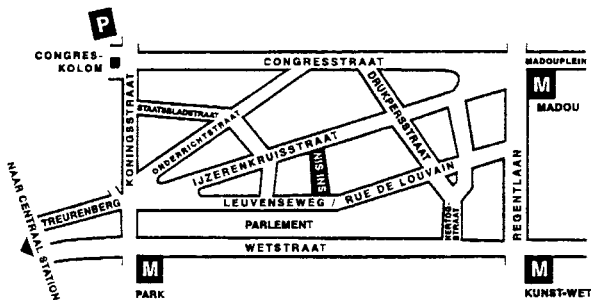 P
CONGRES-
KOLOM
CONGRESSTRAAT
MADOUPLEIN
M
MADOU
KONINGSSTRAAT
STAATSBLADSTRAAT
ONDERRICHTSTRAAT
DRUKPERSSTRAAT
IJZERENKRUISSTRAAT
NIS INS
LEUVENSEWEG / RUE DE LOUVAIN
HERTOG-
STRAAT
REGENTLAAN
TREURENBERG
PARLEMENT
WETSTRAAT
NAAR CENTRAAL STATION
M
PARK
M
KUNST-WET